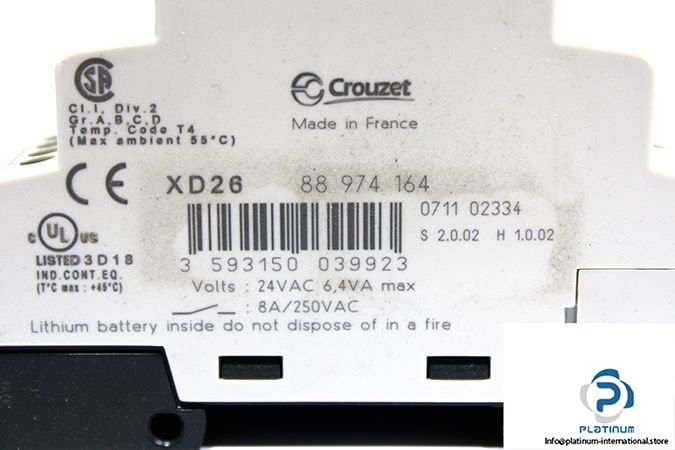 CSA
Cl.I, Div.2
Gr.A,B,C,D
Temp. Code T4
(Max ambient 55°C)
Crouzet
Made in France
CE
XD26 88 974 164
0711 02334
S 2.0.02 H 1.0.02
c UL us
LISTED 3D18
IND.CONT.EQ.
(T°C max : +45°C)
3 593150 039923
Volts : 24VAC 6,4VA max
: 8A/250VAC
Lithium battery inside do not dispose of in a fire
PLATINUM
Info@platinum-international.store